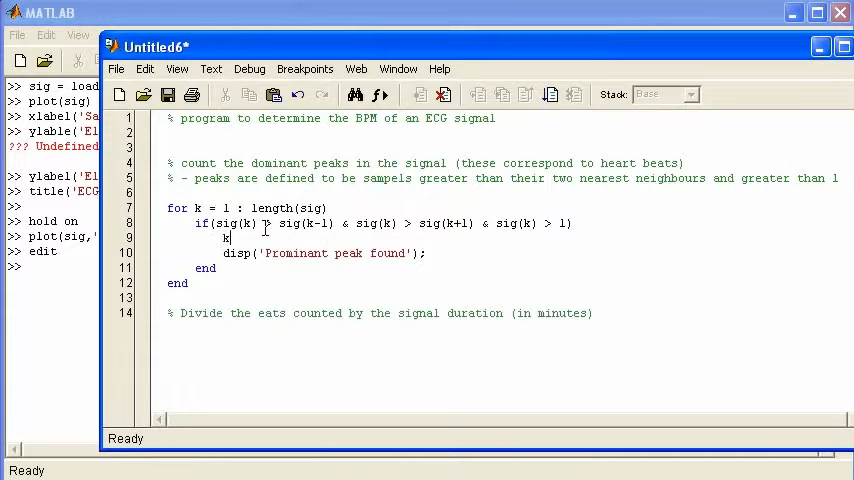 MATLAB
File Edit View
Untitled6*
File Edit View Text Debug Breakpoints Web Window Help
Stack: Base
>> sig = load
>> plot(sig)
>> xlabel('Sa
>> ylable('El
??? Undefined
>> ylabel('El
>> title('ECG
>>
>> hold on
>> plot(sig,'
>> edit
>>
1 % program to determine the BPM of an ECG signal
2
3
4 % count the dominant peaks in the signal (these correspond to heart beats)
5 % - peaks are defined to be sampels greater than their two nearest neighbours and greater than 1
6
7 for k = 1 : length(sig)
8 if(sig(k) > sig(k-1) & sig(k) > sig(k+1) & sig(k) > 1)
9 k
10 disp('Prominant peak found');
11 end
12 end
13
14 % Divide the eats counted by the signal duration (in minutes)
Ready
Ready